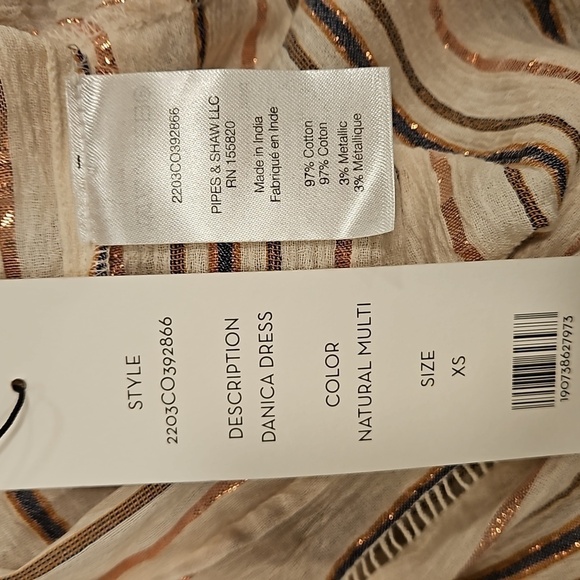 2203CO392866
PIPES & SHAW LLC
RN 155820
Made in India
Fabriqué en Inde
97% Cotton
97% Coton
3% Metallic
3% Métallique
STYLE
2203CO392866
DESCRIPTION
DANICA DRESS
COLOR
NATURAL MULTI
SIZE
XS
190738627973